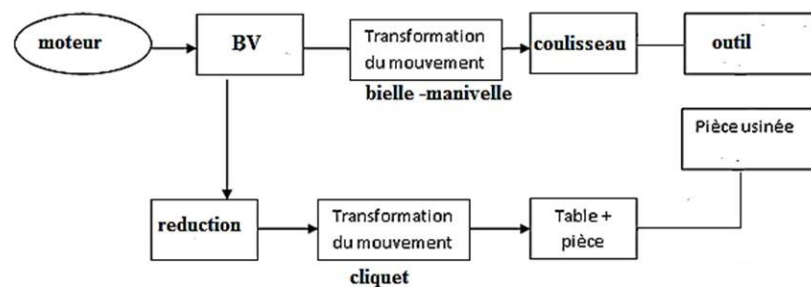 moteur
BV
Transformation
du mouvement
bielle -manivelle
coulisseau
outil
Pièce usinée
reduction
Transformation
du mouvement
cliquet
Table +
pièce